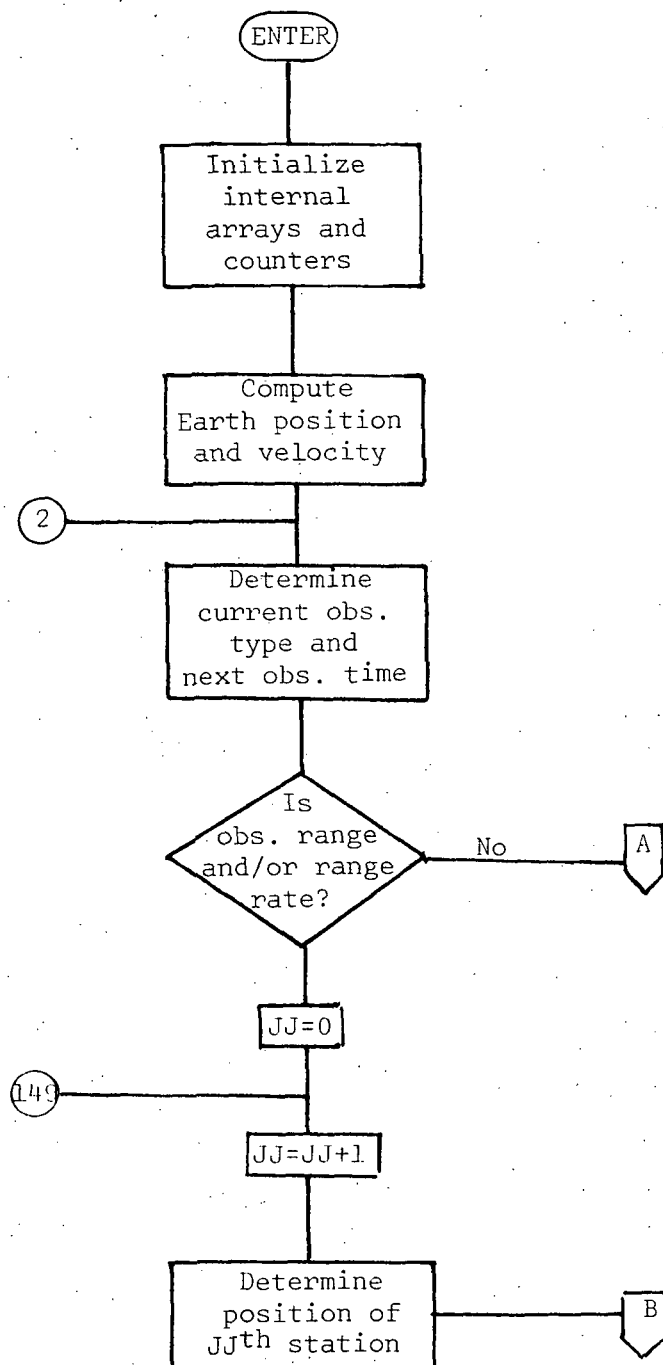 ENTER
Initialize
internal
arrays and
counters
Compute
Earth position
and velocity
2
Determine
current obs.
type and
next obs. time
Is
obs. range
and/or range
rate?
No
A
JJ=0
149
JJ=JJ+1
Determine
position of
JJth station
B